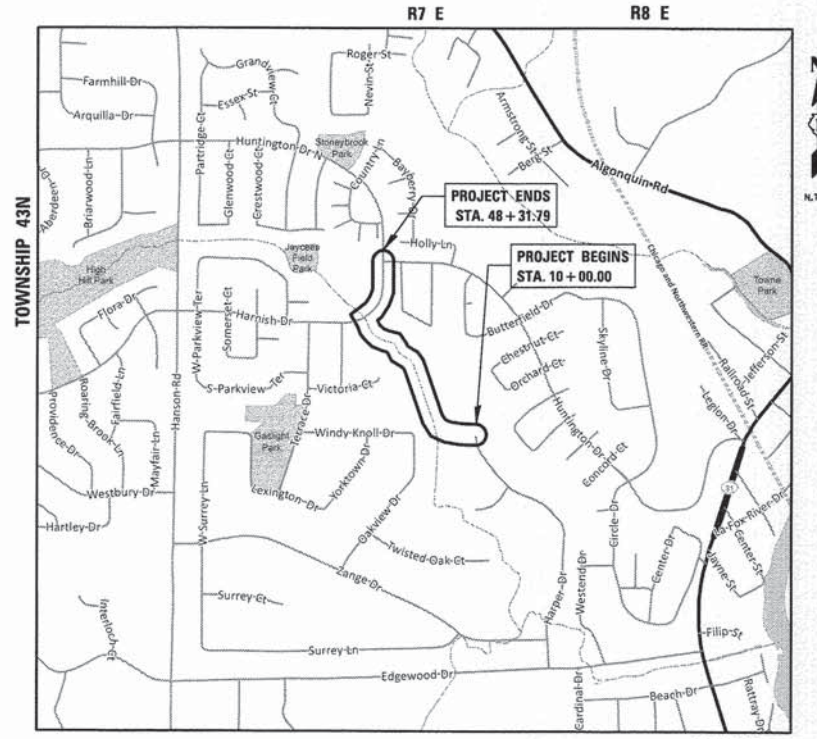 R7 E
R8 E
TOWNSHIP 43N
N
N.T
Roger St
Nevin-St
Grandview-Ct
Essex-St
Farmhill-Dr
Arquilla-Dr
Partridge-Ct
Huntington-Dr-N
Stoneybrook
Park
Country-Ln
Bayberry-Dr
Armstrong-St
Berg-St
Algonquin-Rd
Aberdeen-Dr
Briarwood-Ln
Glenwood-Ct
Crestwood-Ct
PROJECT ENDS
STA. 48 + 31.79
Holly-Ln
PROJECT BEGINS
STA. 10 + 00.00
High
Hill Park
Jaycees
Field
Park
Chicago and Northwestern RR
Towne
Park
Flora-Dr
W-Parkview-Ter
Somerset-Ct
Harnish-Dr
Butterfield-Dr
Chestnut-Ct
Orchard-Ct
Skyline-Dr
Jefferson-St
Railroad-St
Legion-Dr
S-Parkview-Ter
Victoria-Ct
Providence-Dr
Roaring-Brook-Ln
Fairfield-Ln
Mayfair-Ln
Hanson-Rd
Gaslight
Park
Terrace-Dr
Windy-Knoll-Dr
Huntington-Dr
Concord-Ct
Westbury-Dr
Lexington-Dr
Yorktown-Dr
31
La-Fox-River-Dr
Hartley-Dr
W-Surrey-Ln
Oakview-Dr
Twisted-Oak-Ct
Circle-Dr
Center-Dr
Center-St
Jayne-St
Zange-Dr
Harper-Dr
Westend-Dr
Surrey-Ct
Interloch-Ct
Filip-St
Surrey-Ln
Edgewood-Dr
Cardinal-Dr
Beach-Dr
Rattray-Dr